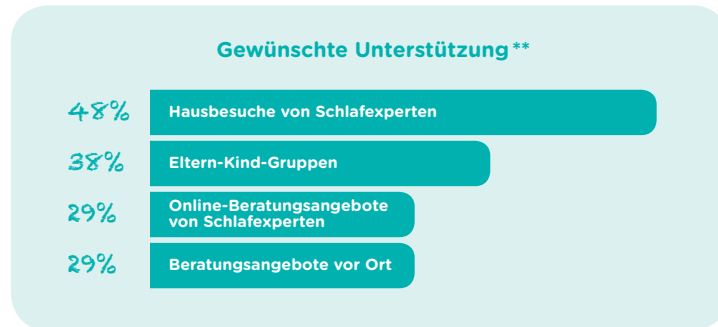 Gewünschte Unterstützung**
48% Hausbesuche von Schlafexperten
38% Eltern-Kind-Gruppen
29% Online-Beratungsangebote
von Schlafexperten
29% Beratungsangebote vor Ort